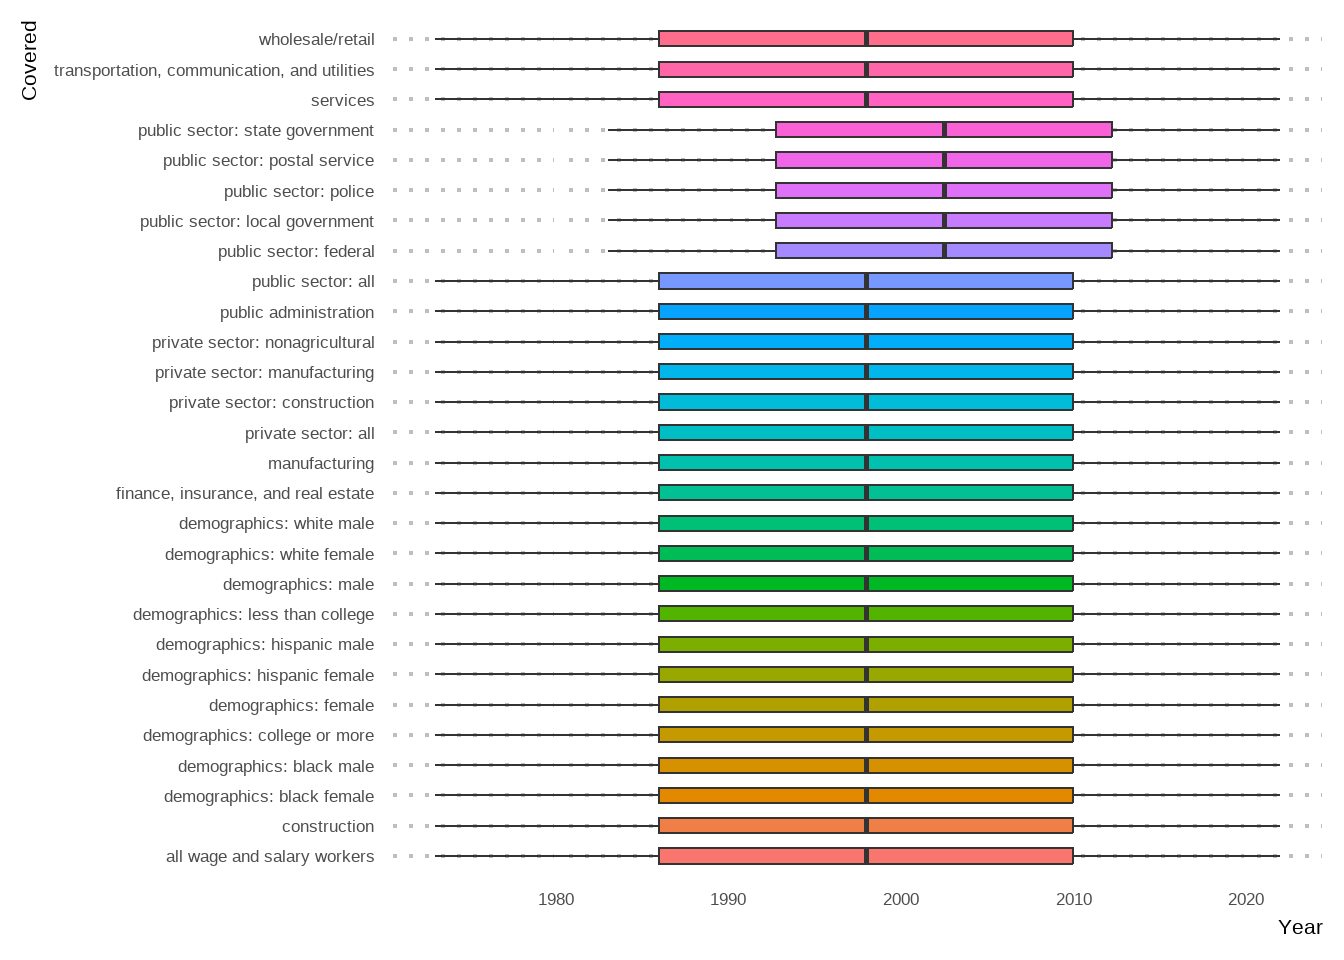 Covered
wholesale/retail
transportation, communication, and utilities
services
public sector: state government
public sector: postal service
public sector: police
public sector: local government
public sector: federal
public sector: all
public administration
private sector: nonagricultural
private sector: manufacturing
private sector: construction
private sector: all
manufacturing
finance, insurance, and real estate
demographics: white male
demographics: white female
demographics: male
demographics: less than college
demographics: hispanic male
demographics: hispanic female
demographics: female
demographics: college or more
demographics: black male
demographics: black female
construction
all wage and salary workers
1980 1990 2000 2010 2020
Year